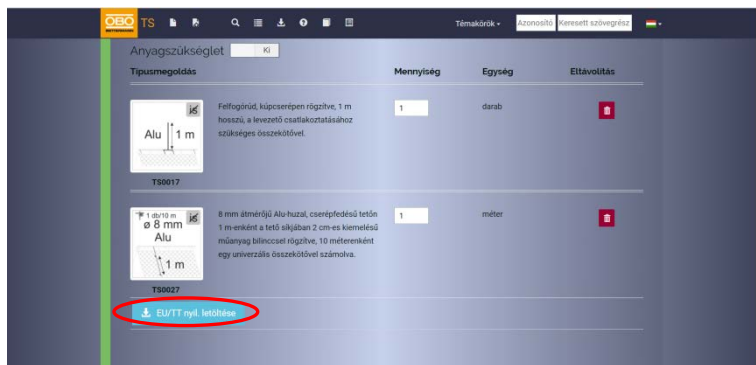 OBO TS Témakörök Azonosító Keresett szövegrész
BETTERMANN
Anyagszükséglet Ki
Típusmegoldás Mennyiség Egység Eltávolítás
Alu 1 m
TS0017
Felfogórúd, kúpcserépen rögzítve, 1 m
hosszú, a levezető csatlakoztatásához
szükséges összekötővel.
1 darab
1 db/10 m
ø 8 mm
Alu
1 m
TS0027
8 mm átmérőjű Alu-huzal, cserépfedésű tetőn
1 m-enként a tető síkjában 2 cm-es kiemelésű
műanyag bilinccsel rögzítve, 10 méterenként
egy univerzális összekötővel számolva.
1 méter
EU/TT nyil. letöltése